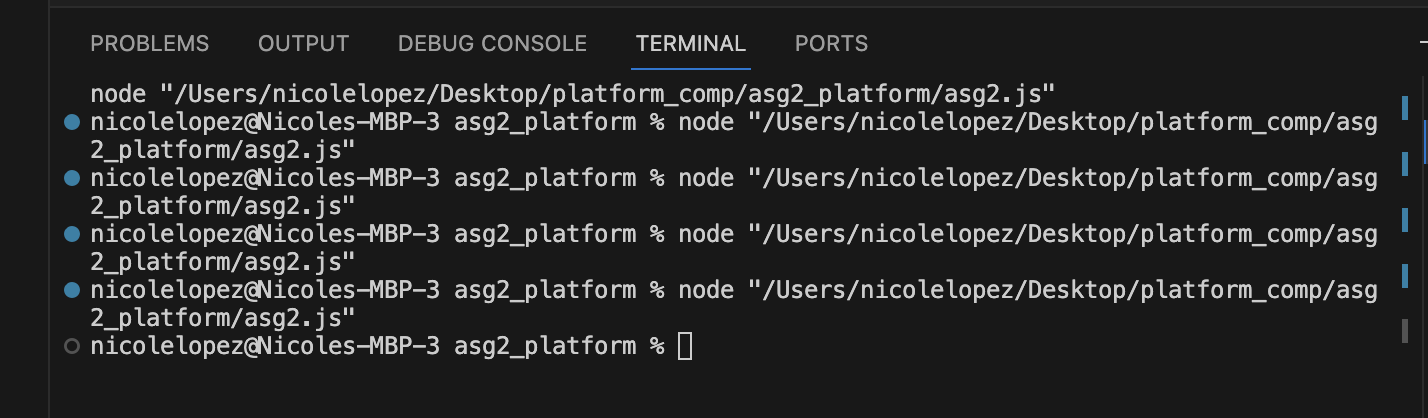 PROBLEMS OUTPUT DEBUG CONSOLE TERMINAL PORTS
node "/Users/nicolelopez/Desktop/platform_comp/asg2_platform/asg2.js"
nicolelopez@Nicoles-MBP-3 asg2_platform % node "/Users/nicolelopez/Desktop/platform_comp/asg
2_platform/asg2.js"
nicolelopez@Nicoles-MBP-3 asg2_platform % node "/Users/nicolelopez/Desktop/platform_comp/asg
2_platform/asg2.js"
nicolelopez@Nicoles-MBP-3 asg2_platform % node "/Users/nicolelopez/Desktop/platform_comp/asg
2_platform/asg2.js"
nicolelopez@Nicoles-MBP-3 asg2_platform % node "/Users/nicolelopez/Desktop/platform_comp/asg
2_platform/asg2.js"
nicolelopez@Nicoles-MBP-3 asg2_platform %